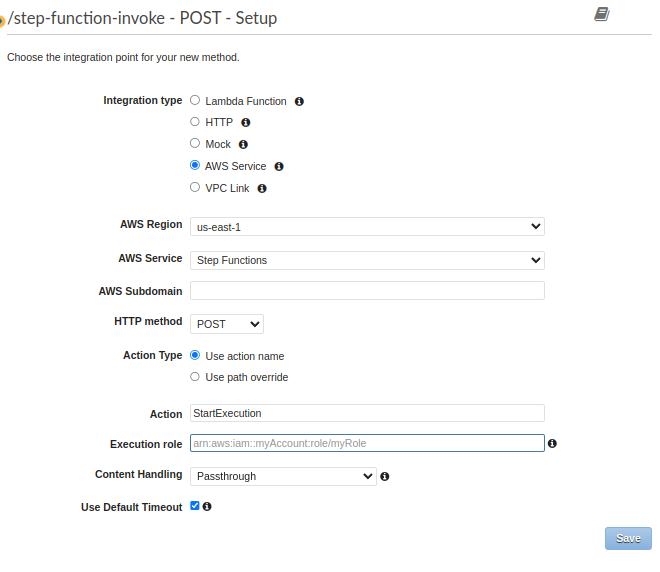 /step-function-invoke - POST - Setup
Choose the integration point for your new method.
Integration type Lambda Function
HTTP
Mock
AWS Service
VPC Link
AWS Region us-east-1
AWS Service Step Functions
AWS Subdomain
HTTP method POST
Action Type Use action name
Use path override
Action StartExecution
Execution role arn:aws:iam::myAccount:role/myRole
Content Handling Passthrough
Use Default Timeout
Save